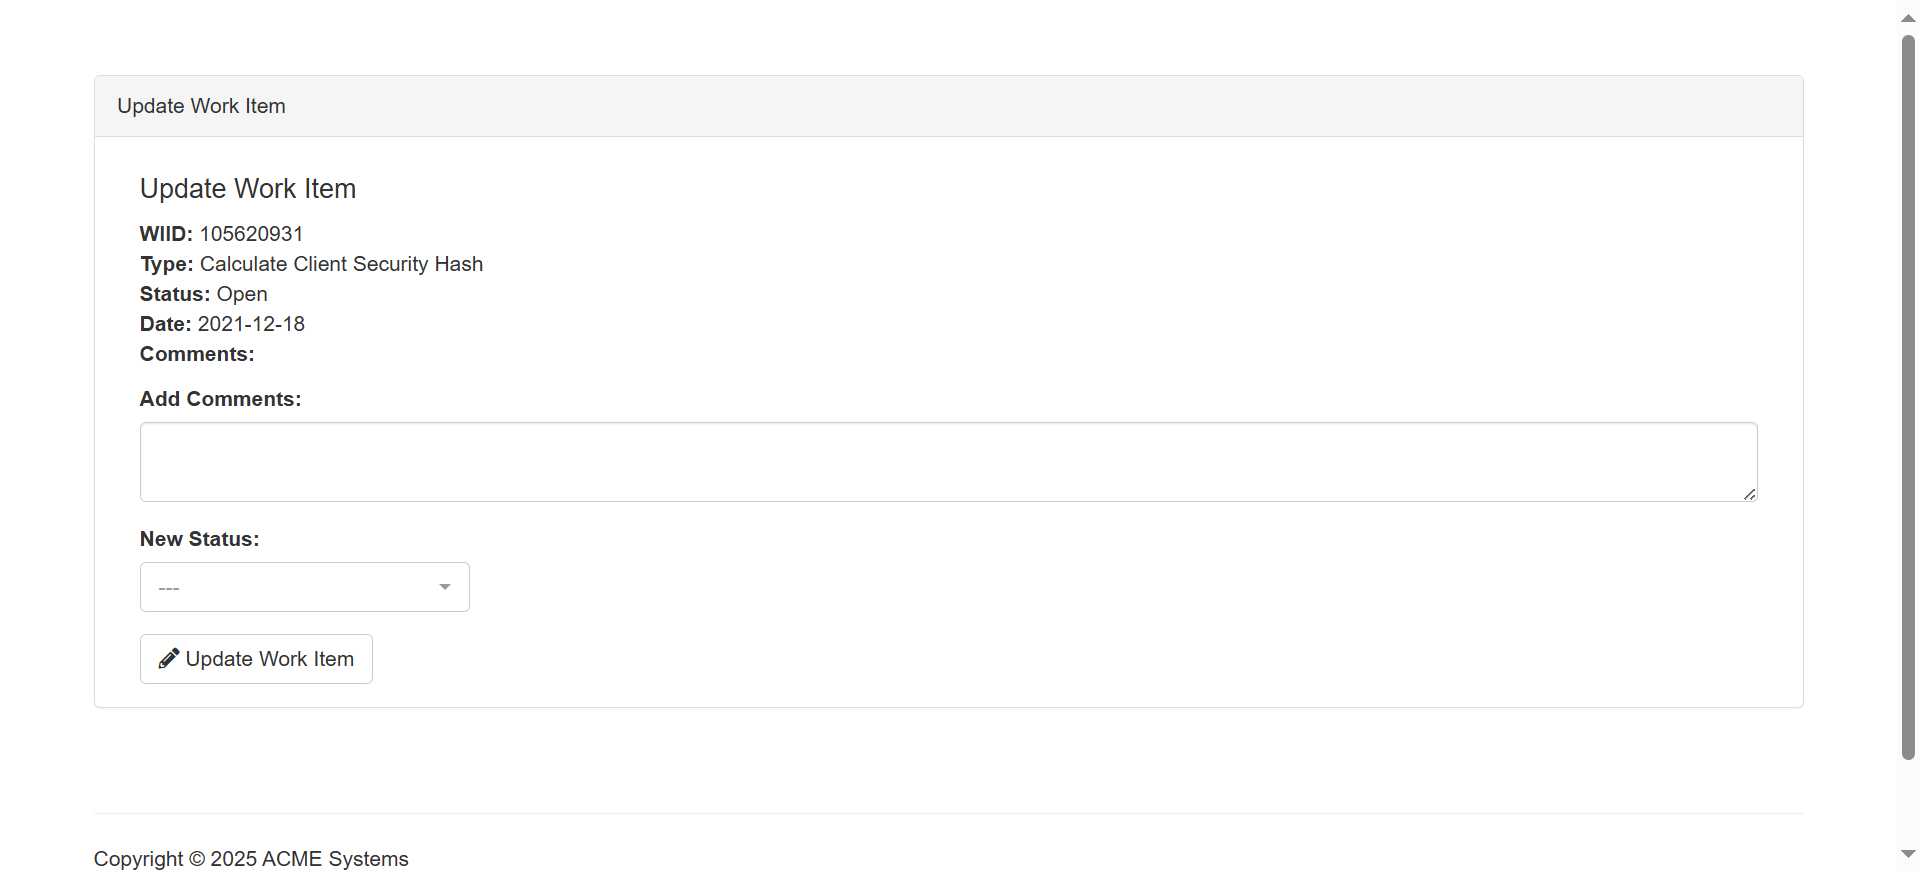 Update Work Item
Update Work Item
WIID: 105620931
Type: Calculate Client Security Hash
Status: Open
Date: 2021-12-18
Comments:
Add Comments:
New Status:
---
Update Work Item
Copyright © 2025 ACME Systems